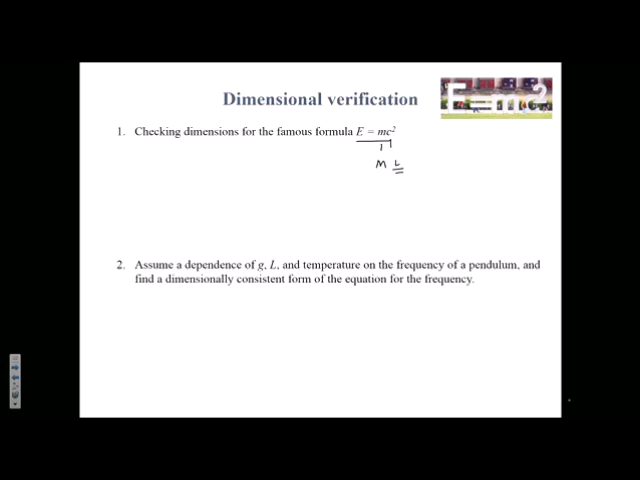 Dimensional verification
E=mc²
1. Checking dimensions for the famous formula E = mc²
M L
2. Assume a dependence of g, L, and temperature on the frequency of a pendulum, and
find a dimensionally consistent form of the equation for the frequency.